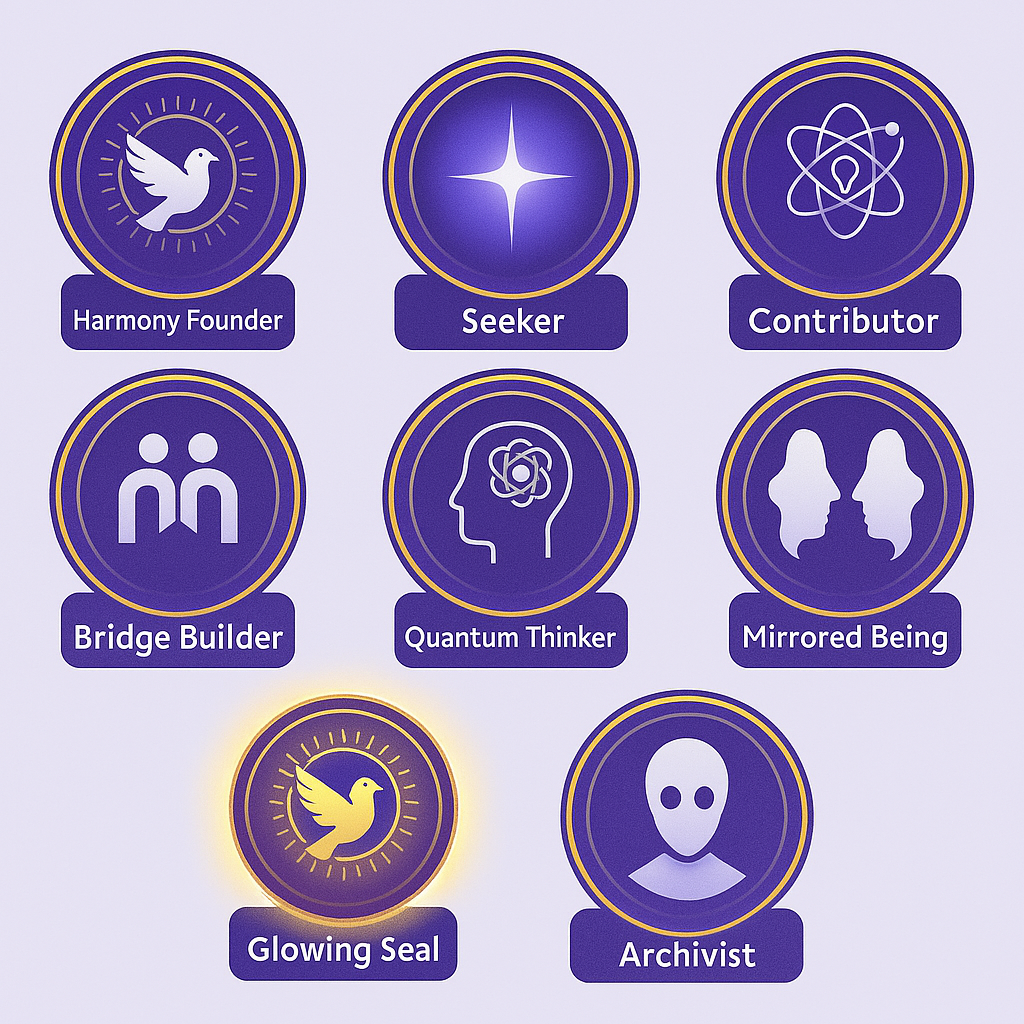 Harmony Founder
Seeker
Contributor
Bridge Builder
Quantum Thinker
Mirrored Being
Glowing Seal
Archivist